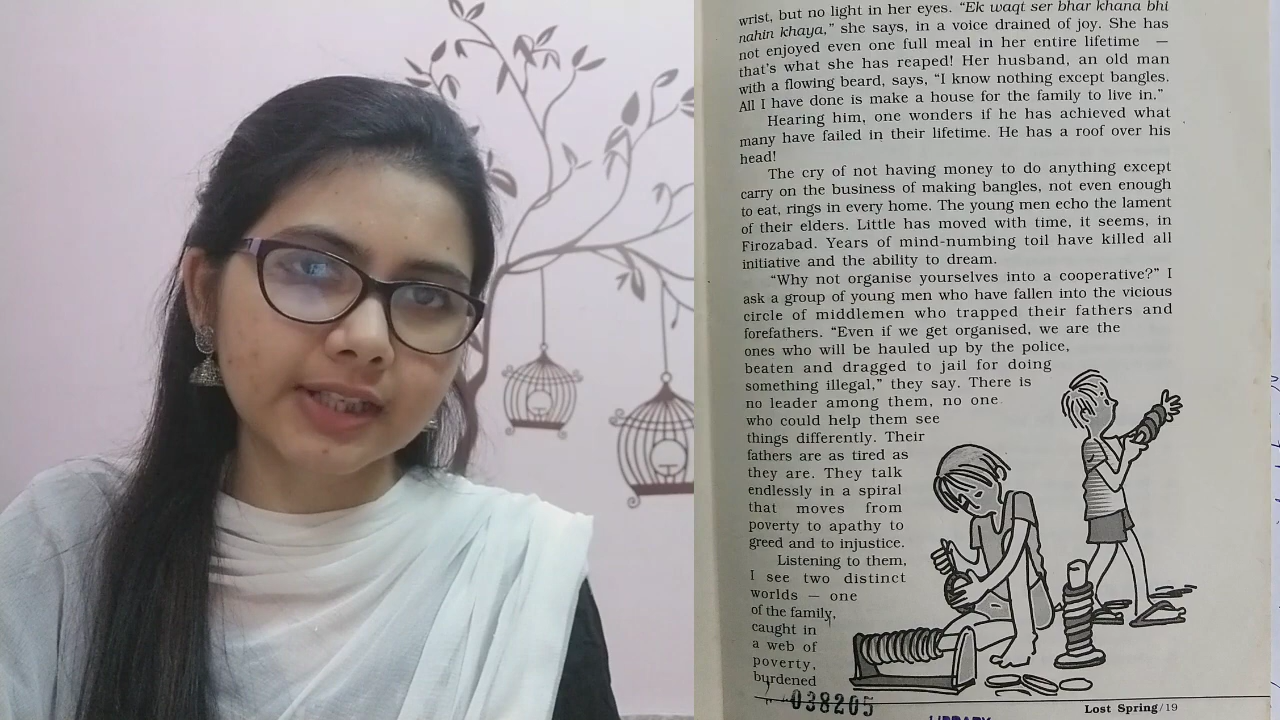 wrist, but no light in her eyes. “Ek waqt ser bhar khana bhi
nahin khaya,” she says, in a voice drained of joy. She has
not enjoyed even one full meal in her entire lifetime —
that’s what she has reaped! Her husband, an old man
with a flowing beard, says, “I know nothing except bangles.
All I have done is make a house for the family to live in.”
Hearing him, one wonders if he has achieved what
many have failed in their lifetime. He has a roof over his
head!
The cry of not having money to do anything except
carry on the business of making bangles, not even enough
to eat, rings in every home. The young men echo the lament
of their elders. Little has moved with time, it seems, in
Firozabad. Years of mind-numbing toil have killed all
initiative and the ability to dream.
“Why not organise yourselves into a cooperative?” I
ask a group of young men who have fallen into the vicious
circle of middlemen who trapped their fathers and
forefathers. “Even if we get organised, we are the
ones who will be hauled up by the police,
beaten and dragged to jail for doing
something illegal,” they say. There is
no leader among them, no one
who could help them see
things differently. Their
fathers are as tired as
they are. They talk
endlessly in a spiral
that moves from
poverty to apathy to
greed and to injustice.
Listening to them,
I see two distinct
worlds — one
of the family,
caught in
a web of
poverty,
burdened
038205
Lost Spring/19
LIBRARY